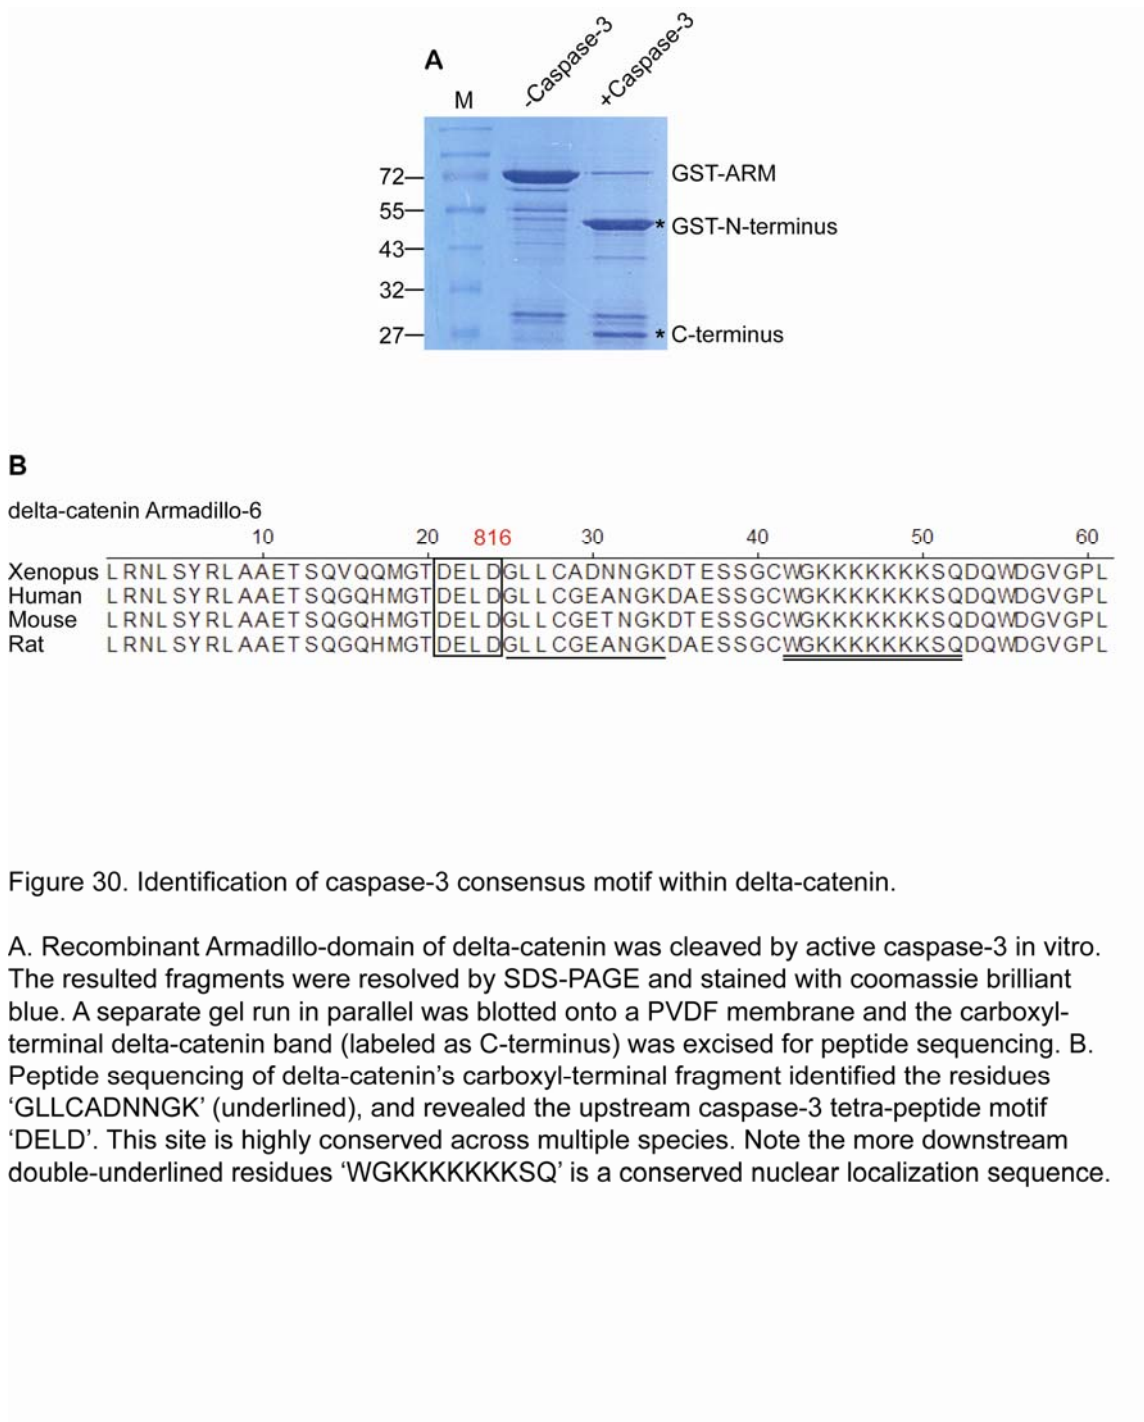 A
-Caspase-3
+Caspase-3
M
72
GST-ARM
55
* GST-N-terminus
43
32
27
* C-terminus
B
delta-catenin Armadillo-6
10 20 816 30 40 50 60
Xenopus LRNLSYRLAAETSQVQQMGTDELDGLLCADNNGKDTESSGCWGKKKKKKKSQDQWDGVGPL
Human LRNLSYRLAAETSQGQHMGTDELDGLLCGEANGKDAESSGCWGKKKKKKKSQDQWDGVGPL
Mouse LRNLSYRLAAETSQGQHMGTDELDGLLCGETNGKDTESSGCWGKKKKKKKSQDQWDGVGPL
Rat LRNLSYRLAAETSQGQHMGTDELDGLLCGEANGKDAESSGCWGKKKKKKKKSQDQWDGVGPL
Figure 30. Identification of caspase-3 consensus motif within delta-catenin.
A. Recombinant Armadillo-domain of delta-catenin was cleaved by active caspase-3 in vitro.
The resulted fragments were resolved by SDS-PAGE and stained with coomassie brilliant
blue. A separate gel run in parallel was blotted onto a PVDF membrane and the carboxyl-
terminal delta-catenin band (labeled as C-terminus) was excised for peptide sequencing. B.
Peptide sequencing of delta-catenin’s carboxyl-terminal fragment identified the residues
‘GLLCADNNGK’ (underlined), and revealed the upstream caspase-3 tetra-peptide motif
‘DELD’. This site is highly conserved across multiple species. Note the more downstream
double-underlined residues ‘WGKKKKKKKSQ’ is a conserved nuclear localization sequence.